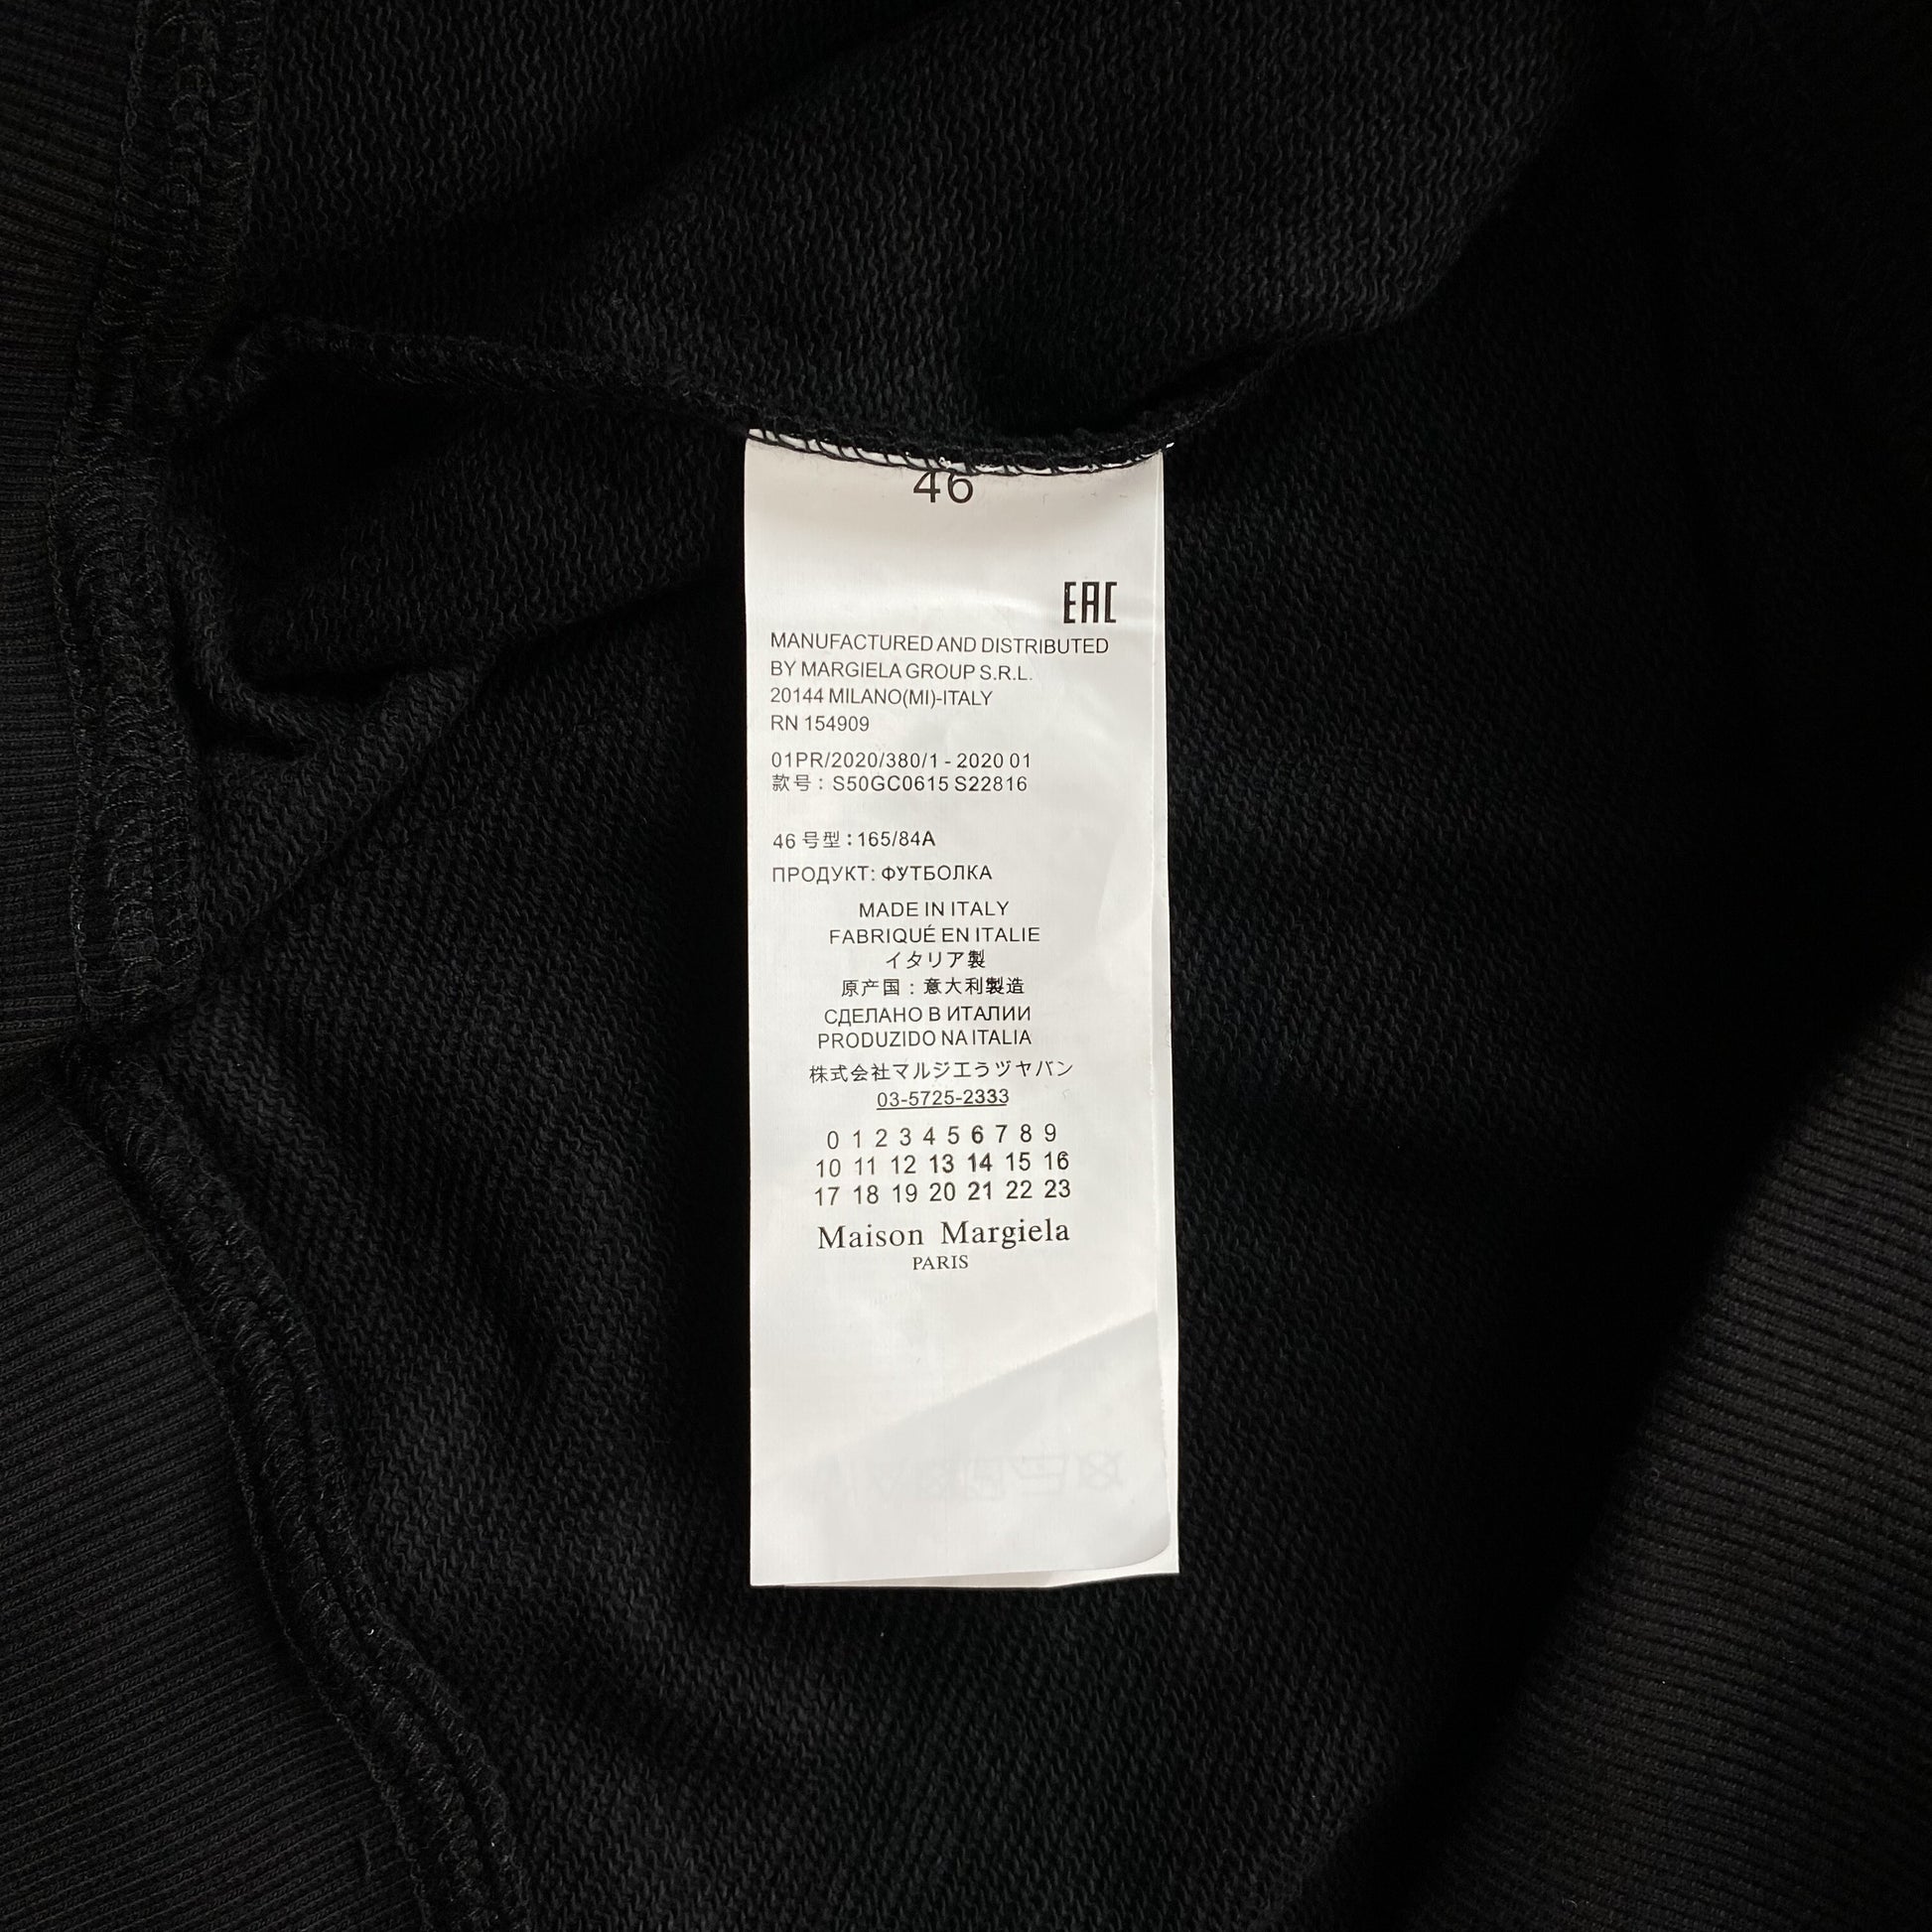 46
EAC
MANUFACTURED AND DISTRIBUTED
BY MARGIELA GROUP S.R.L.
20144 MILANO(MI)-ITALY
RN 154909
01PR/2020/380/1 - 2020 01
款号：S50GC0615 S22816
46 号型：165/84A
ПРОДУКТ: ФУТБОЛКА
MADE IN ITALY
FABRIQUÉ EN ITALIE
イタリア製
原产国：意大利製造
СДЕЛАНО В ИТАЛИИ
PRODUZIDO NA ITALIA
株式会社マルジエうヅヤバン
03-5725-2333
0 1 2 3 4 5 6 7 8 9
10 11 12 13 14 15 16
17 18 19 20 21 22 23
Maison Margiela
PARIS